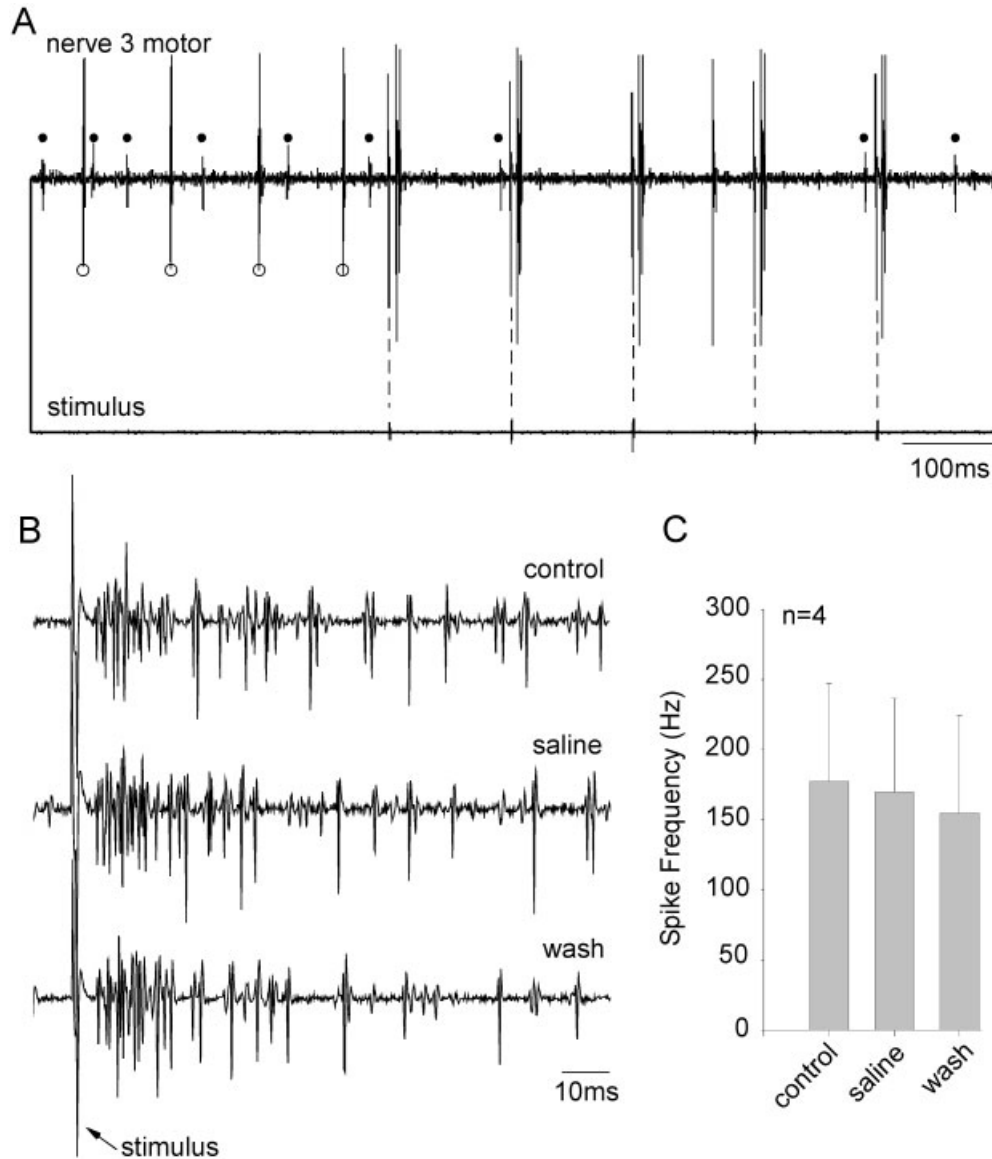 A
nerve 3 motor
stimulus
100ms
B
control
saline
wash
10ms
stimulus
C
n=4
Spike Frequency (Hz)
300
250
200
150
100
50
0
control
saline
wash